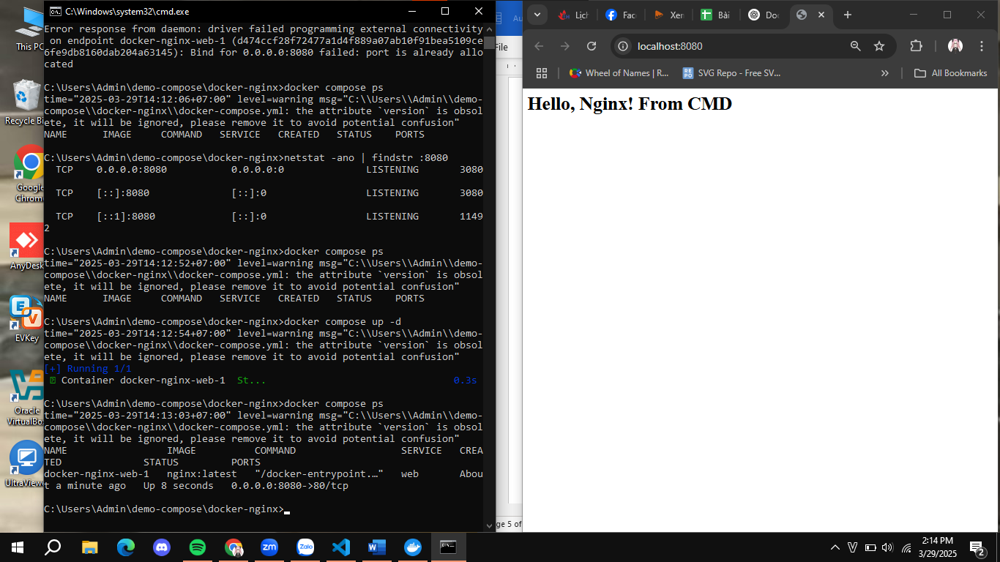 This PC
Recycle Bi
Google
Chrom
AnyDesk
EVKey
Oracle
VirtualBo
UltraViewe
C:\Windows\system32\cmd.exe
Error response from daemon: driver failed programming external connectivity
 on endpoint docker-nginx-web-1 (d474ccf28f72477a1d4f889a07ab10f91bea5109ce
6fe9db8160dab204a63145): Bind for 0.0.0.0:8080 failed: port is already allo
cated
C:\Users\Admin\demo-compose\docker-nginx>docker compose ps
time="2025-03-29T14:12:06+07:00" level=warning msg="C:\\Users\\Admin\\demo-
compose\\docker-nginx\\docker-compose.yml: the attribute `version` is obsol
ete, it will be ignored, please remove it to avoid potential confusion"
NAME      IMAGE     COMMAND   SERVICE   CREATED   STATUS    PORTS
C:\Users\Admin\demo-compose\docker-nginx>netstat -ano | findstr :8080
  TCP    0.0.0.0:8080           0.0.0.0:0              LISTENING       3080
  TCP    [::]:8080              [::]:0                 LISTENING       3080
  TCP    [::1]:8080             [::]:0                 LISTENING       1149
2
C:\Users\Admin\demo-compose\docker-nginx>docker compose ps
time="2025-03-29T14:12:52+07:00" level=warning msg="C:\\Users\\Admin\\demo-
compose\\docker-nginx\\docker-compose.yml: the attribute `version` is obsol
ete, it will be ignored, please remove it to avoid potential confusion"
NAME      IMAGE     COMMAND   SERVICE   CREATED   STATUS    PORTS
C:\Users\Admin\demo-compose\docker-nginx>docker compose up -d
time="2025-03-29T14:12:54+07:00" level=warning msg="C:\\Users\\Admin\\demo-
compose\\docker-nginx\\docker-compose.yml: the attribute `version` is obsol
ete, it will be ignored, please remove it to avoid potential confusion"
[+] Running 1/1
Container docker-nginx-web-1  St...                                0.3s
C:\Users\Admin\demo-compose\docker-nginx>docker compose ps
time="2025-03-29T14:13:03+07:00" level=warning msg="C:\\Users\\Admin\\demo-
compose\\docker-nginx\\docker-compose.yml: the attribute `version` is obsol
ete, it will be ignored, please remove it to avoid potential confusion"
NAME                 IMAGE          COMMAND                  SERVICE   CREA
TED              STATUS         PORTS
docker-nginx-web-1   nginx:latest   "/docker-entrypoint.…"   web       Abou
t a minute ago   Up 8 seconds   0.0.0.0:8080->80/tcp
C:\Users\Admin\demo-compose\docker-nginx>
Au
File
ge 5 of
Lịch
Fac
Xen
Bài
Do
localhost:8080
Wheel of Names | R...
RE
PO
SVG Repo - Free SV...
»
All Bookmarks
Hello, Nginx! From CMD
zm
Zalo
W
2:14 PM
3/29/2025
2